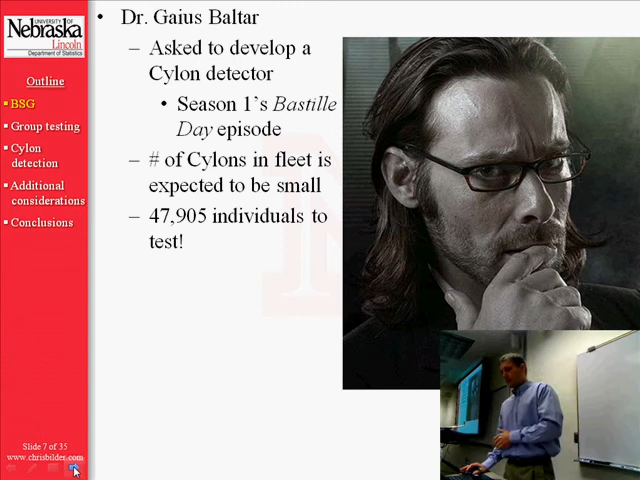 UNIVERSITY OF
Nebraska
Lincoln
Department of Statistics
Outline
▪ BSG
▪ Group testing
▪ Cylon
detection
▪ Additional
considerations
▪ Conclusions
Slide 7 of 35
www.chrisbilder.com
• Dr. Gaius Baltar
– Asked to develop a
Cylon detector
• Season 1’s Bastille
Day episode
– # of Cylons in fleet is
expected to be small
– 47,905 individuals to
test!